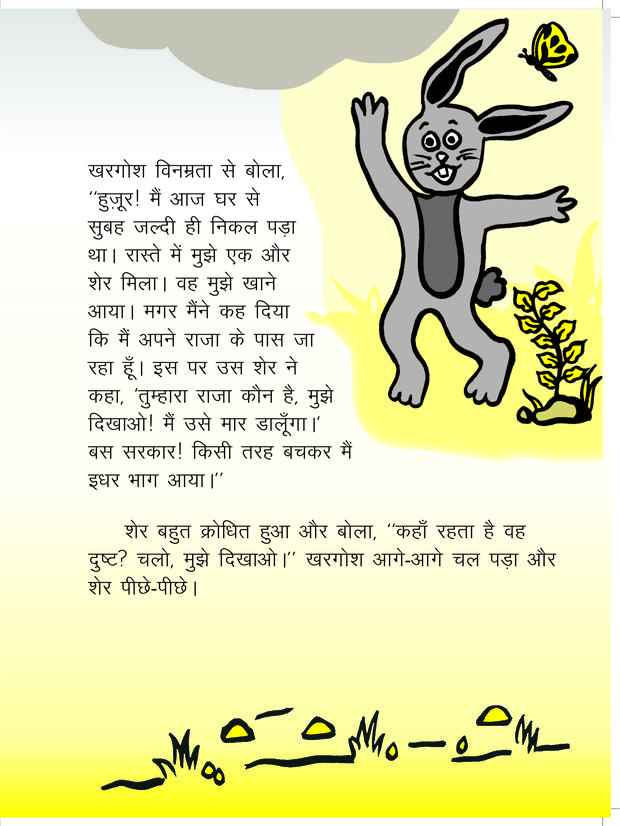 खरगोश विनम्रता से बोला,
‘‘हुज़ूर! मैं आज घर से
सुबह जल्दी ही निकल पड़ा
था। रास्ते में मुझे एक और
शेर मिला। वह मुझे खाने
आया। मगर मैंने कह दिया
कि मैं अपने राजा के पास जा
रहा हूँ। इस पर उस शेर ने
कहा, ‘तुम्हारा राजा कौन है, मुझे
दिखाओ! मैं उसे मार डालूँगा।’
बस सरकार! किसी तरह बचकर मैं
इधर भाग आया।’’
शेर बहुत क्रोधित हुआ और बोला, ‘‘कहाँ रहता है वह
दुष्ट? चलो, मुझे दिखाओ।’’ खरगोश आगे-आगे चल पड़ा और
शेर पीछे-पीछे।